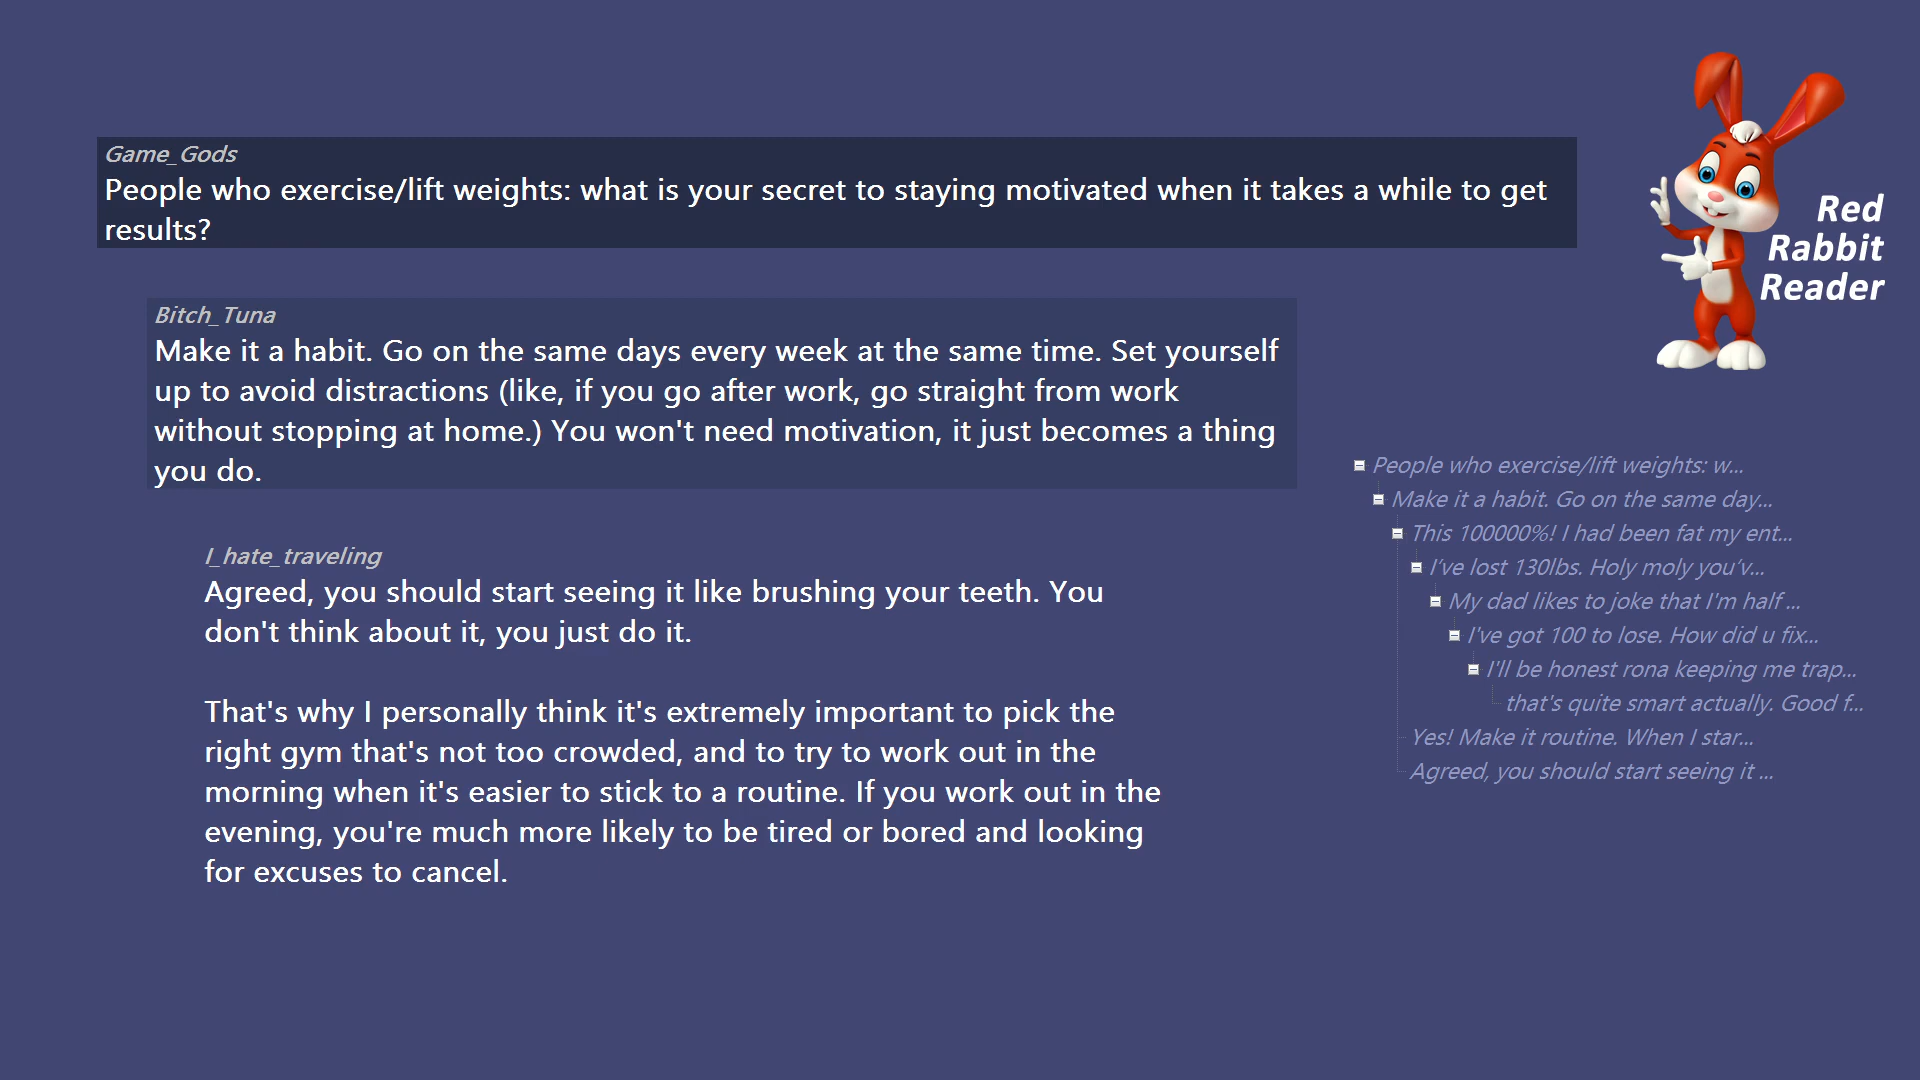 Game_Gods
People who exercise/lift weights: what is your secret to staying motivated when it takes a while to get
results?
Bitch_Tuna
Make it a habit. Go on the same days every week at the same time. Set yourself
up to avoid distractions (like, if you go after work, go straight from work
without stopping at home.) You won't need motivation, it just becomes a thing
you do.
I_hate_traveling
Agreed, you should start seeing it like brushing your teeth. You
don't think about it, you just do it.
That's why I personally think it's extremely important to pick the
right gym that's not too crowded, and to try to work out in the
morning when it's easier to stick to a routine. If you work out in the
evening, you're much more likely to be tired or bored and looking
for excuses to cancel.
Red
Rabbit
Reader
People who exercise/lift weights: w...
Make it a habit. Go on the same day...
This 100000%! I had been fat my ent...
I’ve lost 130lbs. Holy moly you’v...
My dad likes to joke that I'm half ...
I've got 100 to lose. How did u fix...
I'll be honest rona keeping me trap...
that's quite smart actually. Good f...
Yes! Make it routine. When I star...
Agreed, you should start seeing it ...